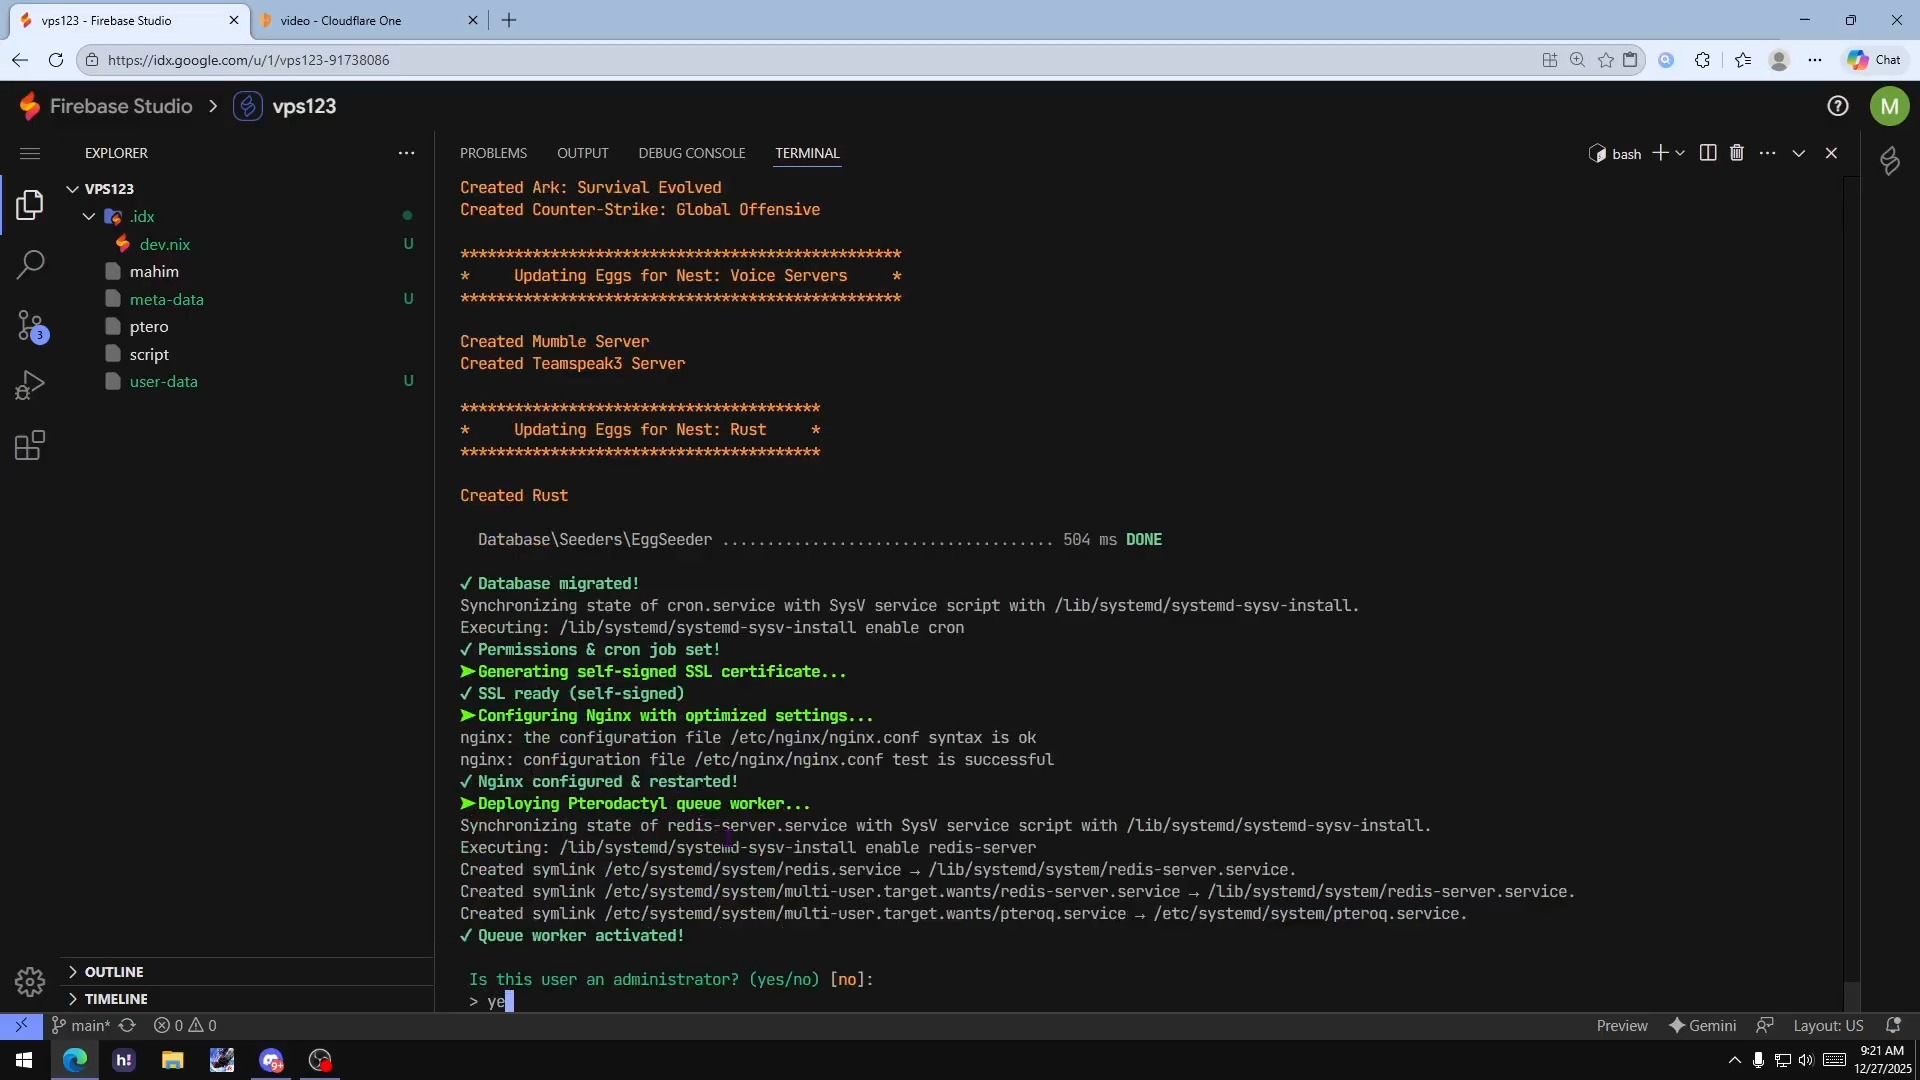 vps123 - Firebase Studio
video - Cloudflare One
https://idx.google.com/u/1/vps123-91738086
Chat
Firebase Studio
vps123
M
EXPLORER
PROBLEMS
OUTPUT
DEBUG CONSOLE
TERMINAL
bash
VPS123
.idx
dev.nix
U
mahim
meta-data
U
ptero
script
user-data
U
3
OUTLINE
TIMELINE
Created Ark: Survival Evolved
Created Counter-Strike: Global Offensive
*************************************************
* Updating Eggs for Nest: Voice Servers *
*************************************************
Created Mumble Server
Created Teamspeak3 Server
****************************************
* Updating Eggs for Nest: Rust *
****************************************
Created Rust
Database\Seeders\EggSeeder ..................................... 504 ms DONE
✓ Database migrated!
Synchronizing state of cron.service with SysV service script with /lib/systemd/systemd-sysv-install.
Executing: /lib/systemd/systemd-sysv-install enable cron
✓ Permissions & cron job set!
➤Generating self-signed SSL certificate...
✓ SSL ready (self-signed)
➤Configuring Nginx with optimized settings...
nginx: the configuration file /etc/nginx/nginx.conf syntax is ok
nginx: configuration file /etc/nginx/nginx.conf test is successful
✓ Nginx configured & restarted!
➤Deploying Pterodactyl queue worker...
Synchronizing state of redis-server.service with SysV service script with /lib/systemd/systemd-sysv-install.
Executing: /lib/systemd/systemd-sysv-install enable redis-server
Created symlink /etc/systemd/system/redis.service → /lib/systemd/system/redis-server.service.
Created symlink /etc/systemd/system/multi-user.target.wants/redis-server.service → /lib/systemd/system/redis-server.service.
Created symlink /etc/systemd/system/multi-user.target.wants/pteroq.service → /etc/systemd/system/pteroq.service.
✓ Queue worker activated!
Is this user an administrator? (yes/no) [no]:
> ye
main*
0
0
Preview
Gemini
Layout: US
h!
9+
9:21 AM
12/27/2025